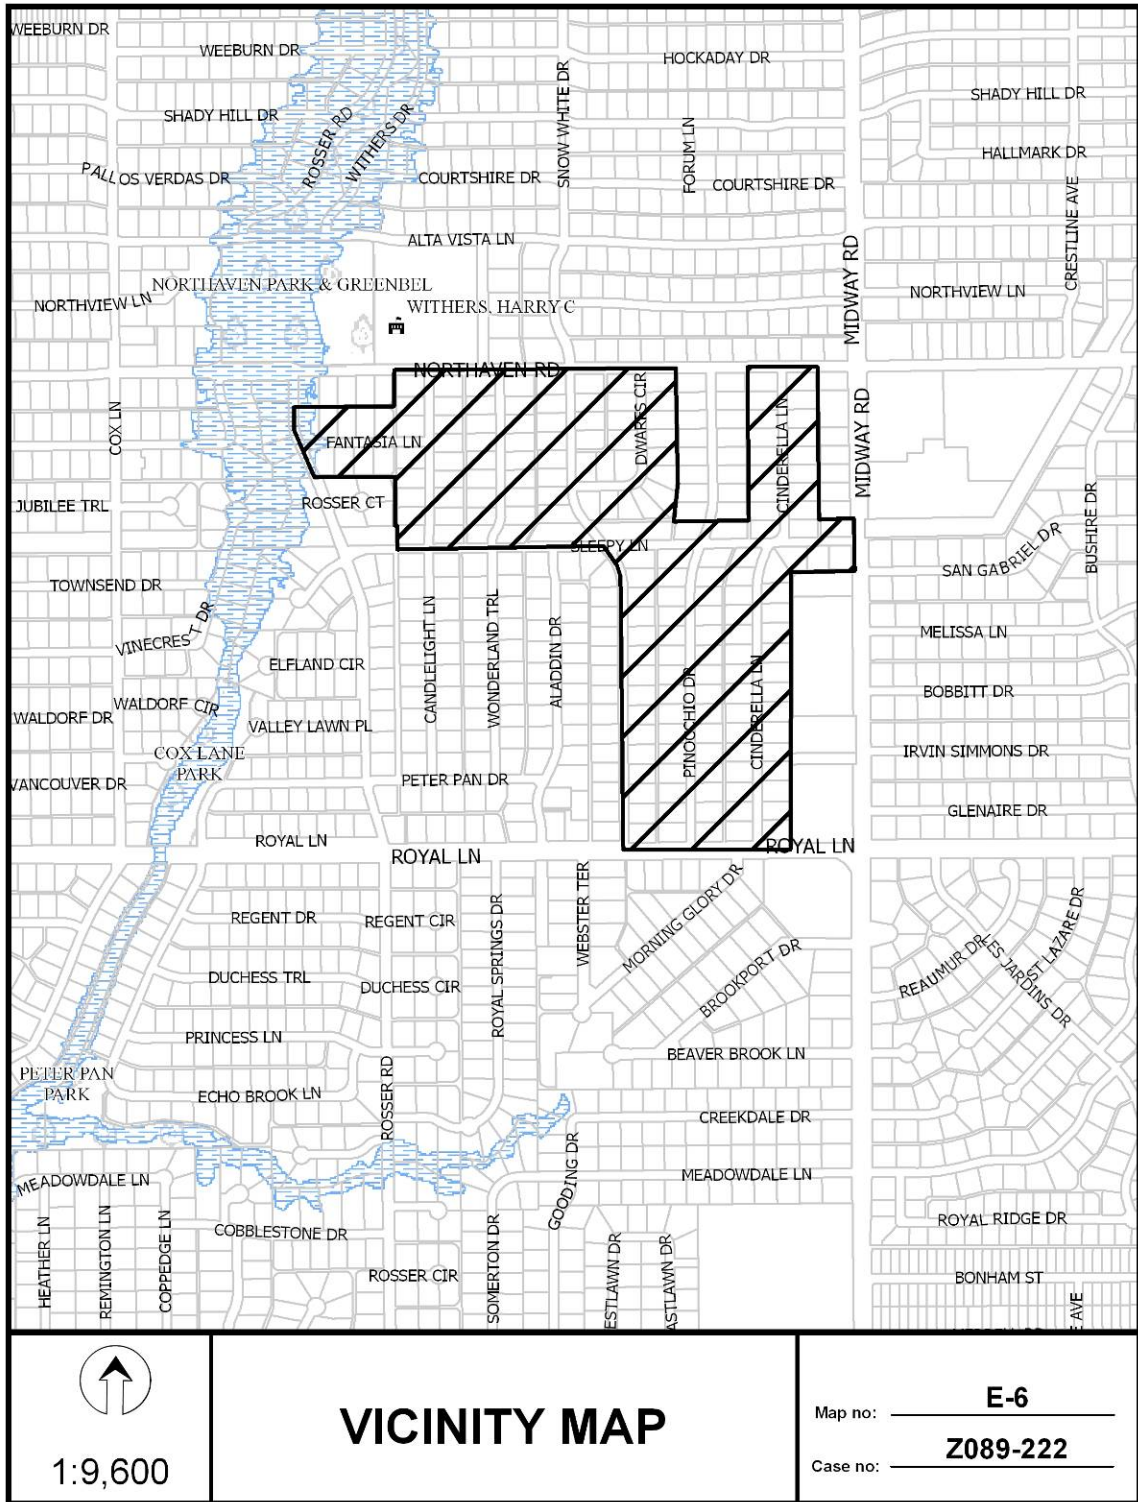 WEEBURN DR
WEEBURN DR
HOCKADAY DR
SNOW WHITE DR
SHADY HILL DR
SHADY HILL DR
ROSSER RD
WITHERS DR
FORUM LN
HALLMARK DR
PALLOS VERDAS DR
COURTSHIRE DR
COURTSHIRE DR
CRESTLINE AVE
ALTA VISTA LN
MIDWAY RD
NORTHAVEN PARK & GREENBEL
NORTHVIEW LN
NORTHVIEW LN
WITHERS, HARRY C
NORTHAVEN RD
COX LN
FANTASIA LN
DWARFS CIR
CINDERELLA LN
MIDWAY RD
JUBILEE TRL
ROSSER CT
SLEEPY LN
BUSHIRE DR
SAN GABRIEL DR
TOWNSEND DR
VINECREST DR
MELISSA LN
ELFLAND CIR
CANDLELIGHT LN
WONDERLAND TRL
ALADDIN DR
PINOCCHIO DR
CINDERELLA LN
BOBBITT DR
WALDORF DR
WALDORF CIR
VALLEY LAWN PL
COX LANE
PARK
IRVIN SIMMONS DR
VANCOUVER DR
PETER PAN DR
GLENAIRE DR
ROYAL LN
ROYAL LN
ROYAL LN
REGENT DR
REGENT CIR
ROYAL SPRINGS DR
WEBSTER TER
MORNING GLORY DR
BROOKPORT DR
REAUMUR DR
LES JARDINS DR
ST LAZARE DR
DUCHESS TRL
DUCHESS CIR
PRINCESS LN
BEAVER BROOK LN
PETER PAN
PARK
ECHO BROOK LN
ROSSER RD
CREEKDALE DR
MEADOWDALE LN
MEADOWDALE LN
GOODING DR
HEATHER LN
REMINGTON LN
COPPEDGE LN
COBBLESTONE DR
ROSSER CIR
SOMERTON DR
ESTLAWN DR
ASTLAWN DR
ROYAL RIDGE DR
BONHAM ST
E AVE
1:9,600
VICINITY MAP
Map no: E-6
Case no: Z089-222